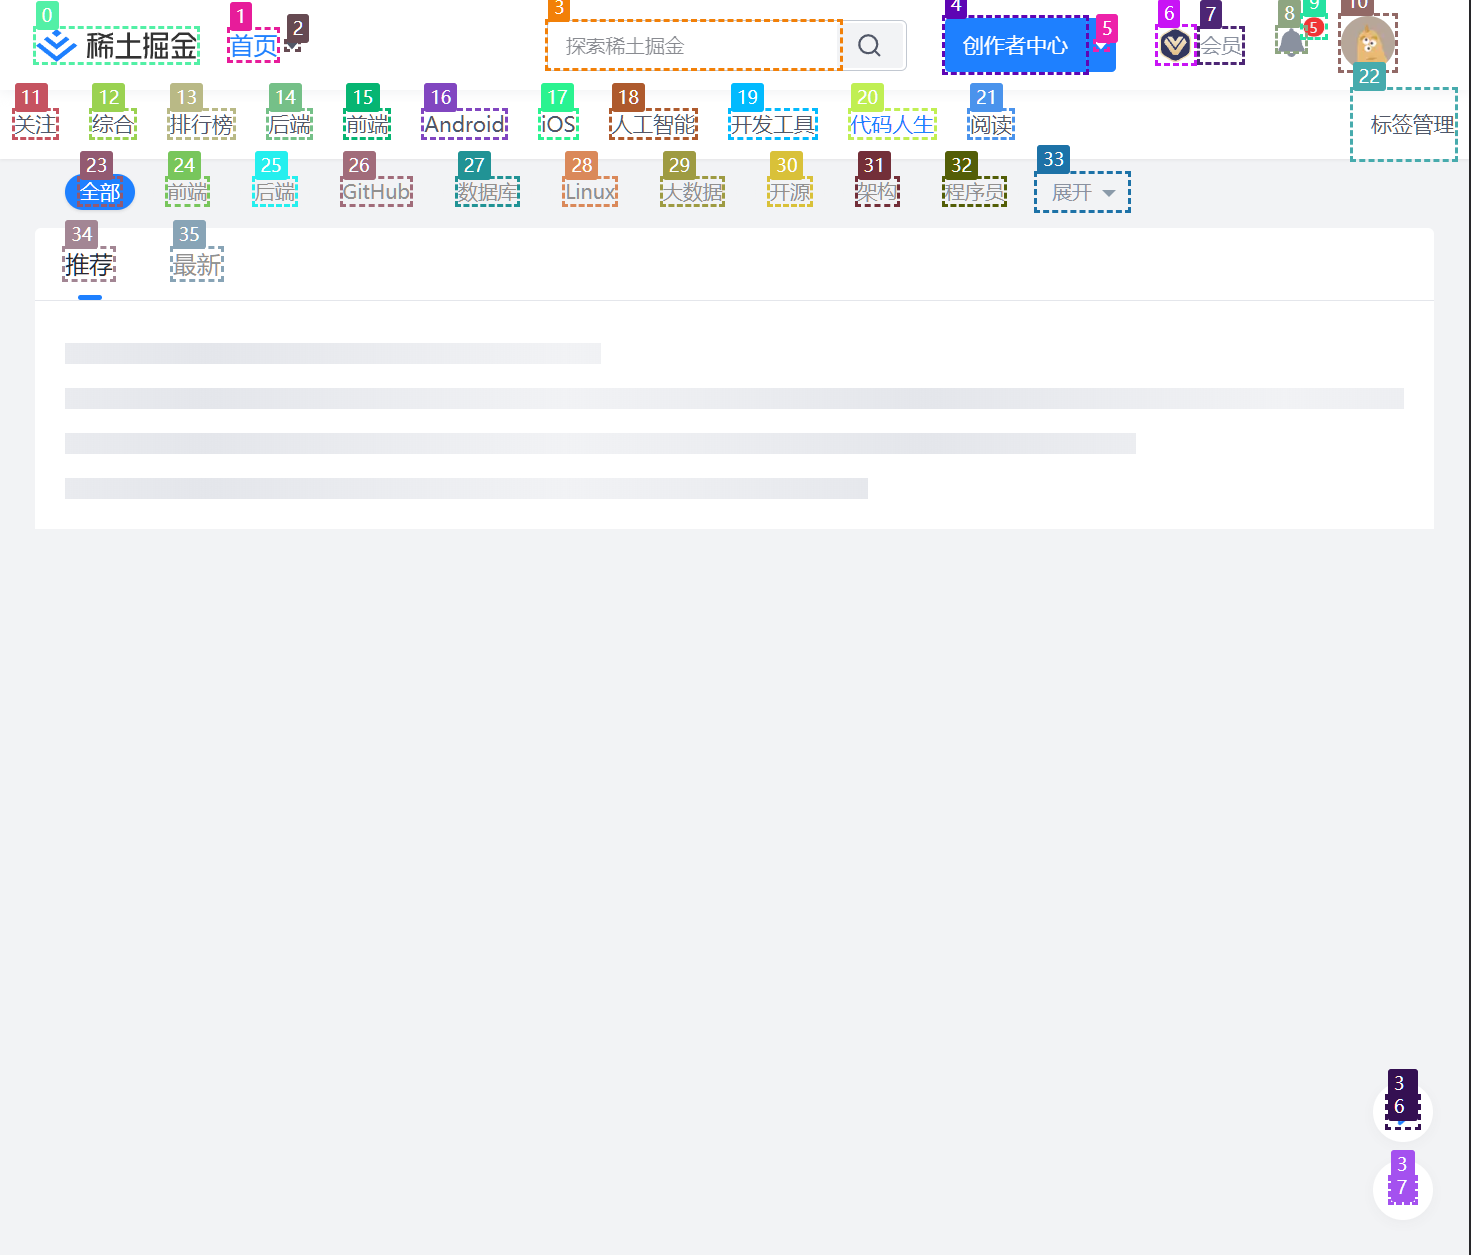 0 1 2 3 4 5 6 7 8 9 10
稀土掘金 首页 探索稀土掘金 创作者中心 会员 5
11 12 13 14 15 16 17 18 19 20 21 22
关注 综合 排行榜 后端 前端 Android iOS 人工智能 开发工具 代码人生 阅读 标签管理
23 24 25 26 27 28 29 30 31 32 33
全部 前端 后端 GitHub 数据库 Linux 大数据 开源 架构 程序员 展开
34 35
推荐 最新
3
6
3
7